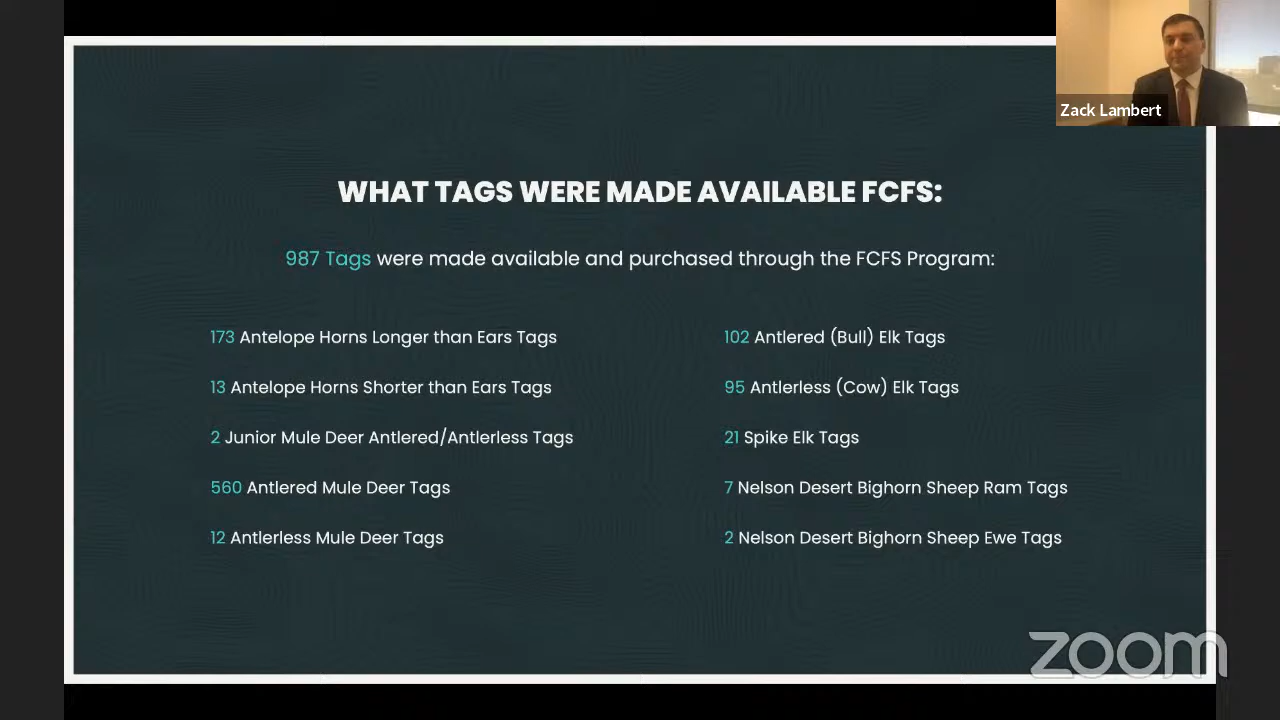 Zack Lambert
WHAT TAGS WERE MADE AVAILABLE FCFS:
987 Tags were made available and purchased through the FCFS Program:
173 Antelope Horns Longer than Ears Tags
13 Antelope Horns Shorter than Ears Tags
2 Junior Mule Deer Antlered/Antlerless Tags
560 Antlered Mule Deer Tags
12 Antlerless Mule Deer Tags
102 Antlered (Bull) Elk Tags
95 Antlerless (Cow) Elk Tags
21 Spike Elk Tags
7 Nelson Desert Bighorn Sheep Ram Tags
2 Nelson Desert Bighorn Sheep Ewe Tags
zoom